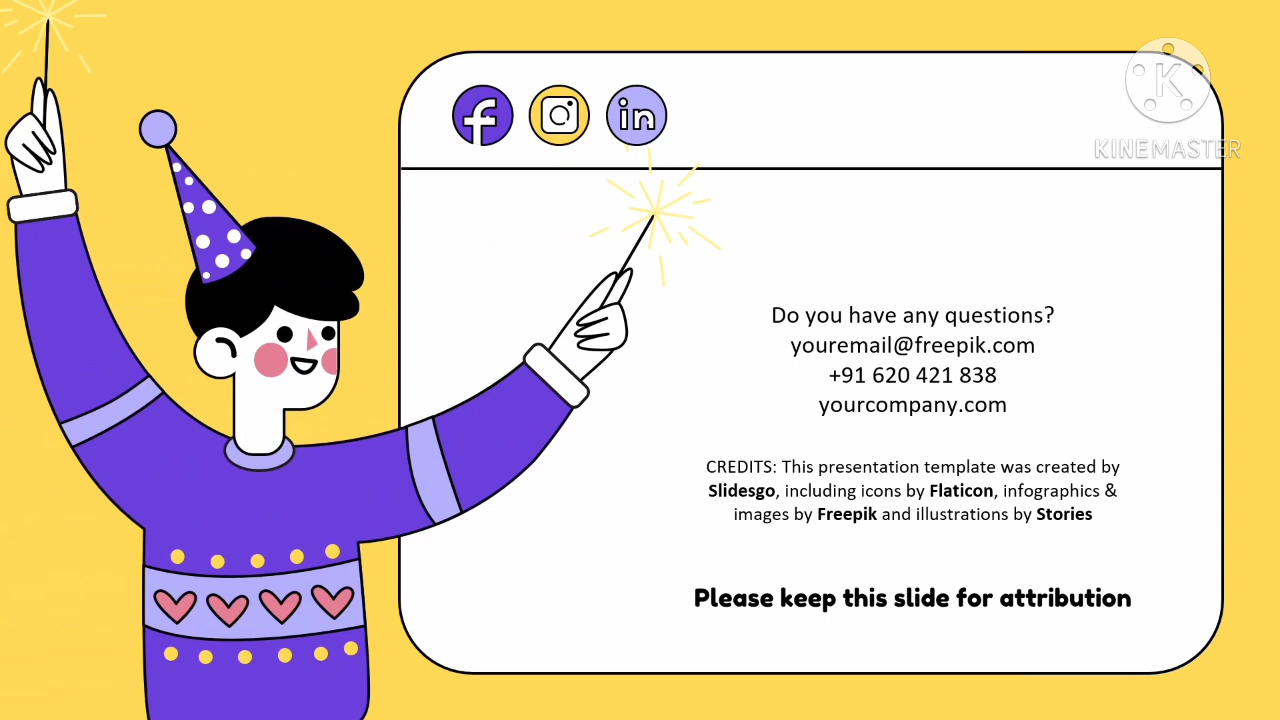 KINEMASTER
Do you have any questions?
youremail@freepik.com
+91 620 421 838
yourcompany.com
CREDITS: This presentation template was created by
Slidesgo, including icons by Flaticon, infographics &
images by Freepik and illustrations by Stories
Please keep this slide for attribution